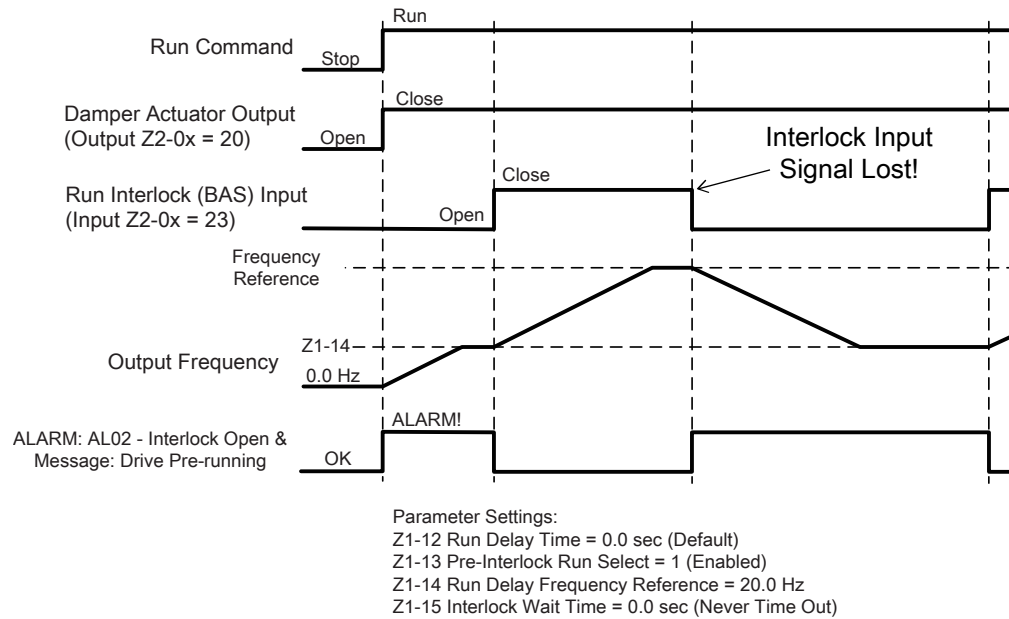 Run
Run Command
Stop
Close
Damper Actuator Output
(Output Z2-0x = 20)
Open
Interlock Input
Signal Lost!
Close
Run Interlock (BAS) Input
(Input Z2-0x = 23)
Open
Frequency
Reference
Z1-14
Output Frequency
0.0 Hz
ALARM!
ALARM: AL02 - Interlock Open &
Message: Drive Pre-running
OK
Parameter Settings:
Z1-12 Run Delay Time = 0.0 sec (Default)
Z1-13 Pre-Interlock Run Select = 1 (Enabled)
Z1-14 Run Delay Frequency Reference = 20.0 Hz
Z1-15 Interlock Wait Time = 0.0 sec (Never Time Out)